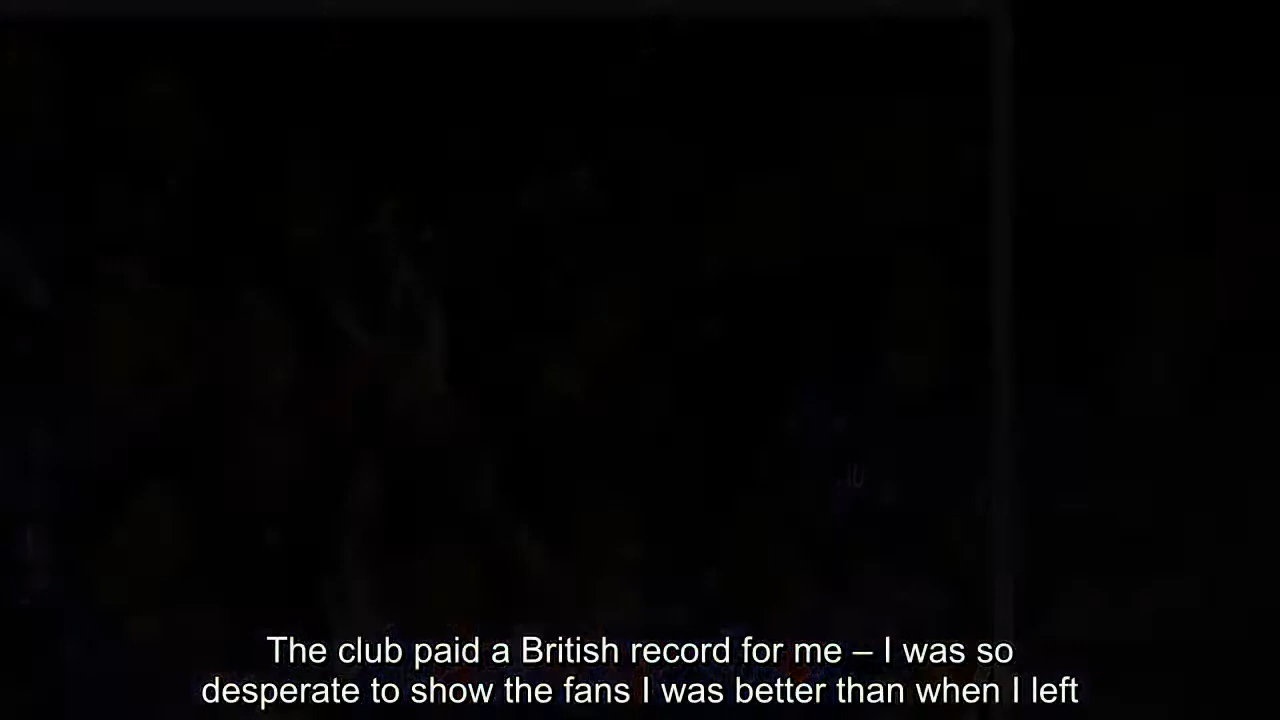 The club paid a British record for me – I was so
desperate to show the fans I was better than when I left